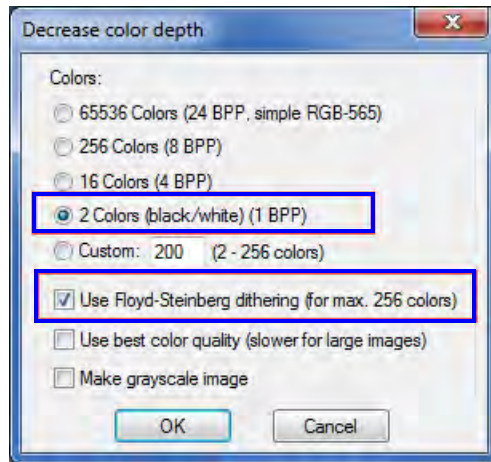 Decrease color depth
Colors:
65536 Colors (24 BPP, simple RGB-565)
256 Colors (8 BPP)
16 Colors (4 BPP)
2 Colors (black/white) (1 BPP)
Custom: 200 (2 - 256 colors)
Use Floyd-Steinberg dithering (for max. 256 colors)
Use best color quality (slower for large images)
Make grayscale image
OK Cancel